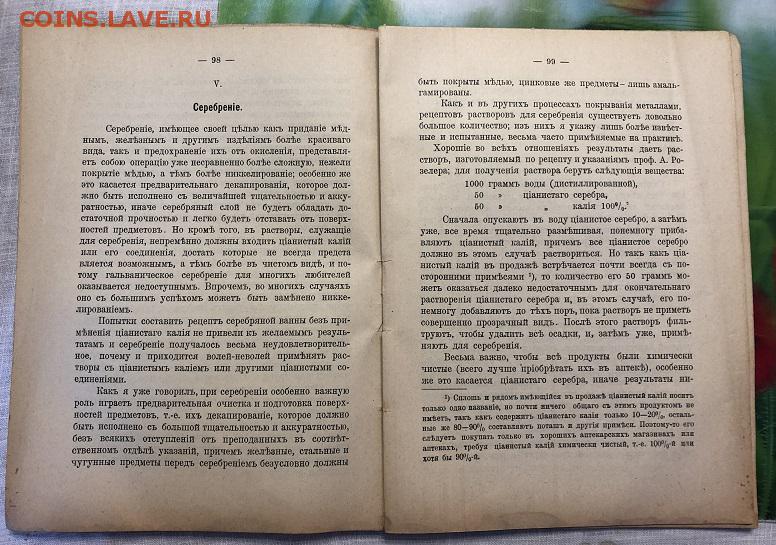 COINS.LAVE.RU
— 98 —
V.
Серебреніе.
Серебреніе, имѣющее своей цѣлью какъ приданіе мѣд-
нымъ, желѣзнымъ и другимъ издѣліямъ болѣе красиваго
вида, такъ и предохраненіе ихъ отъ окисленія, представля-
етъ собою операцію уже несравненно болѣе сложную, нежели
покрытіе мѣдью, а тѣмъ болѣе никкелированіе; особенно же
это касается предварительнаго декапированія, которое дол-
жно быть исполнено съ величайшей тщательностью и акку-
ратностью, иначе серебряный слой не будетъ обладать до-
статочной прочностью и легко будетъ отставать отъ поверх-
ностей предметовъ. Но кромѣ того, въ растворы, служащіе
для серебренія, непремѣнно должны входить ціанистый калій
или его соединенія, достать которые не всегда предста
вляется возможнымъ, а тѣмъ болѣе въ чистомъ видѣ, и по-
тому гальваническое серебреніе для многихъ любителей
оказывается недоступнымъ. Впрочемъ, во многихъ случаяхъ
оно съ большимъ успѣхомъ можетъ быть замѣнено никке-
лированіемъ.
Попытки составить рецептъ серебряной ванны безъ при-
мѣненія ціанистаго калія не привели къ желаемымъ резуль-
татамъ и серебреніе получалось весьма неудовлетворитель-
ное, почему и приходится волей-неволей примѣнять рас-
творы съ ціанистымъ каліемъ или другими ціанистыми со-
единеніями.
Какъ я уже говорилъ, при серебреніи особенно важную
роль играетъ предварительная очистка и подготовка поверх-
ностей предметовъ, т.-е. ихъ декапированіе, которое должно
быть исполнено съ большой тщательностью и аккуратностью,
безъ всякихъ отступленій отъ преподанныхъ въ соотвѣт-
ственномъ отдѣлѣ указаній, причемъ желѣзные, стальные и
чугунные предметы передъ серебреніемъ безусловно должны
— 99 —
быть покрыты мѣдью, цинковые же предметы — лишь амаль-
гамированы.
Какъ и въ другихъ процессахъ покрыванія металлами,
рецептовъ растворовъ для серебренія существуетъ довольно
большое количество; изъ нихъ я укажу лишь болѣе извѣст-
ные и испытанные, весьма часто примѣняемые на практикѣ.
Хорошіе во всѣхъ отношеніяхъ результаты даетъ рас-
творъ, изготовляемый по рецепту и указаніямъ проф. А. Ро-
зелера; для полученія раствора берутъ слѣдующія вещества:
1000 граммъ воды (дистиллированной),
50 » ціанистаго серебра,
50 » „ калія 100%.¹
Сначала опускаютъ въ воду ціанистое серебро, а затѣмъ
уже, все время тщательно размѣшивая, понемногу приба-
вляютъ ціанистый калій, причемъ все ціанистое серебро
должно въ этомъ случаѣ раствориться. Но такъ какъ ціа-
нистый калій въ продажѣ встрѣчается почти всегда съ по-
сторонними примѣсями ¹), то количество его 50 граммъ мо-
жетъ оказаться далеко недостаточнымъ для окончательнаго
растворенія ціанистаго серебра и, въ этомъ случаѣ, его по-
немногу добавляютъ до тѣхъ поръ, пока растворъ не приметъ
совершенно прозрачный видъ. Послѣ этого растворъ филь-
труютъ, чтобы удалить всѣ осадки, и, затѣмъ уже, примѣ-
няютъ для серебренія.
Весьма важно, чтобы всѣ продукты были химически
чистые (всего лучше пріобрѣтать ихъ въ аптекѣ), особенно
же это касается ціанистаго серебра, иначе результаты ни-
¹) Сплошь и рядомъ имѣющійся въ продажѣ ціанистый калій носитъ
только одно названіе, но почти ничего общаго съ этимъ продуктомъ не
имѣетъ, такъ какъ содержитъ ціанистаго калія только 10—20%, осталь-
ные же 80—90% составляютъ поташъ и другія примѣси. Поэтому-то его
слѣдуетъ покупать только въ хорошихъ аптекарскихъ магазинахъ или
аптекахъ, требуя ціанистый калій химически чистый, т.-е. 100%-й или
хотя бы 90%-й.